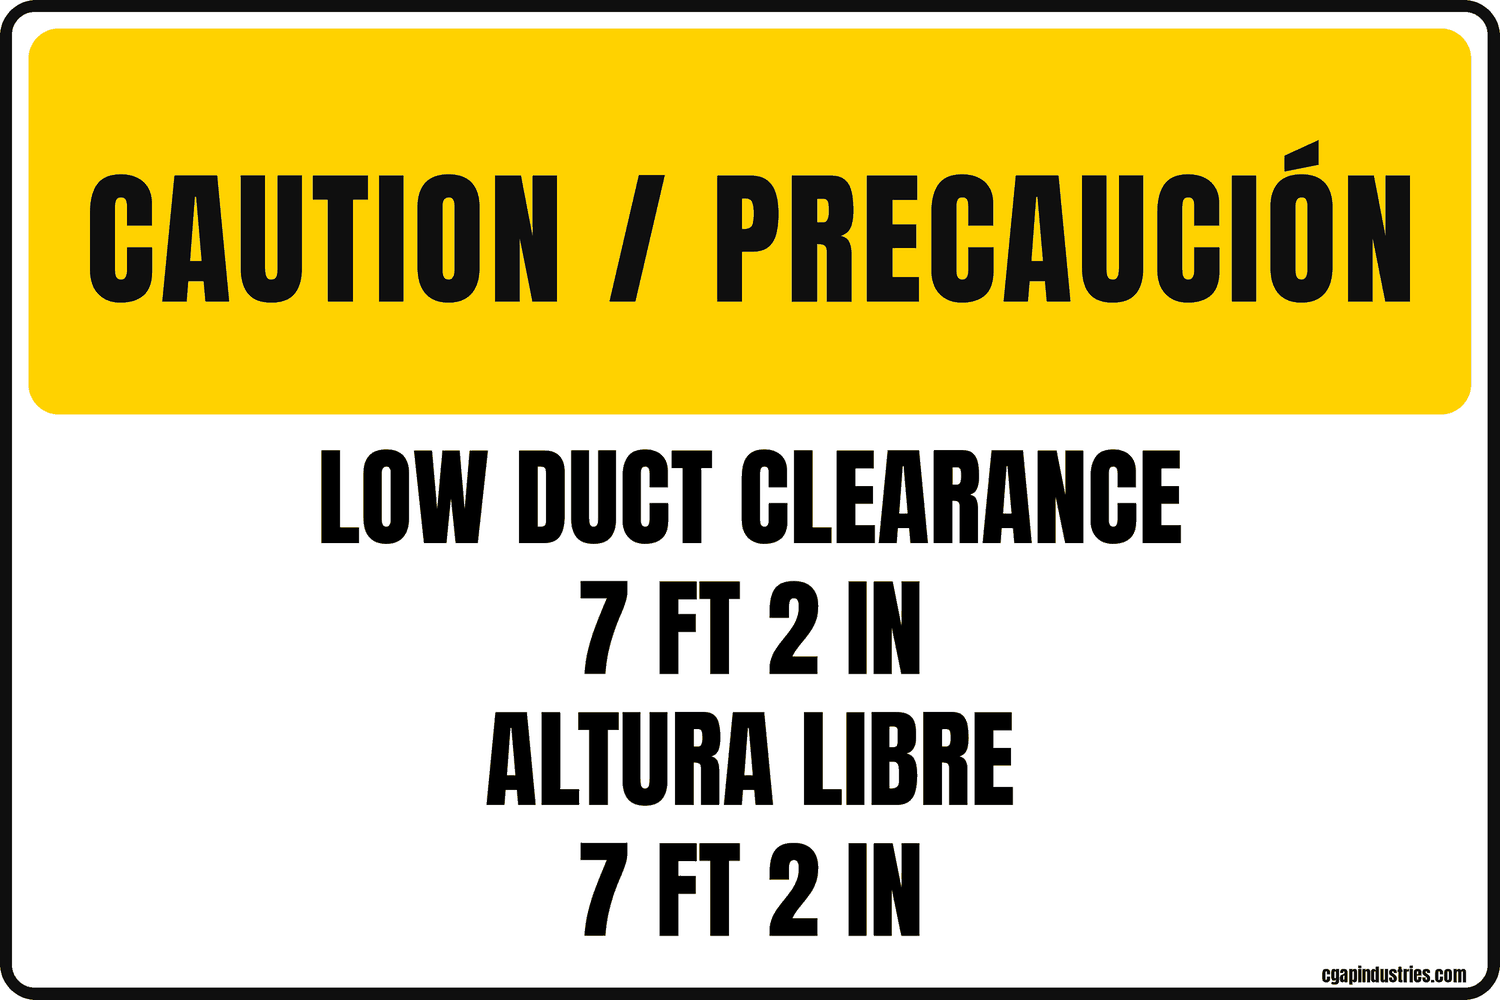 CAUTION / PRECAUCIÓN
LOW DUCT CLEARANCE
7 FT 2 IN
ALTURA LIBRE
7 FT 2 IN
cgapindustries.com